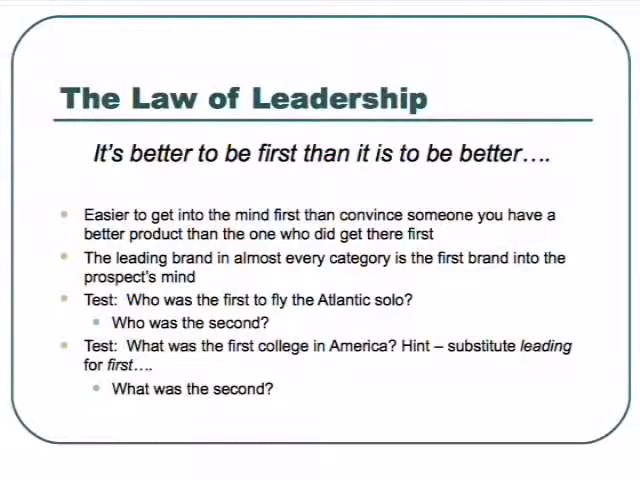 The Law of Leadership
It's better to be first than it is to be better….
Easier to get into the mind first than convince someone you have a
better product than the one who did get there first
The leading brand in almost every category is the first brand into the
prospect's mind
Test:  Who was the first to fly the Atlantic solo?
Who was the second?
Test:  What was the first college in America? Hint – substitute leading
for first….
What was the second?